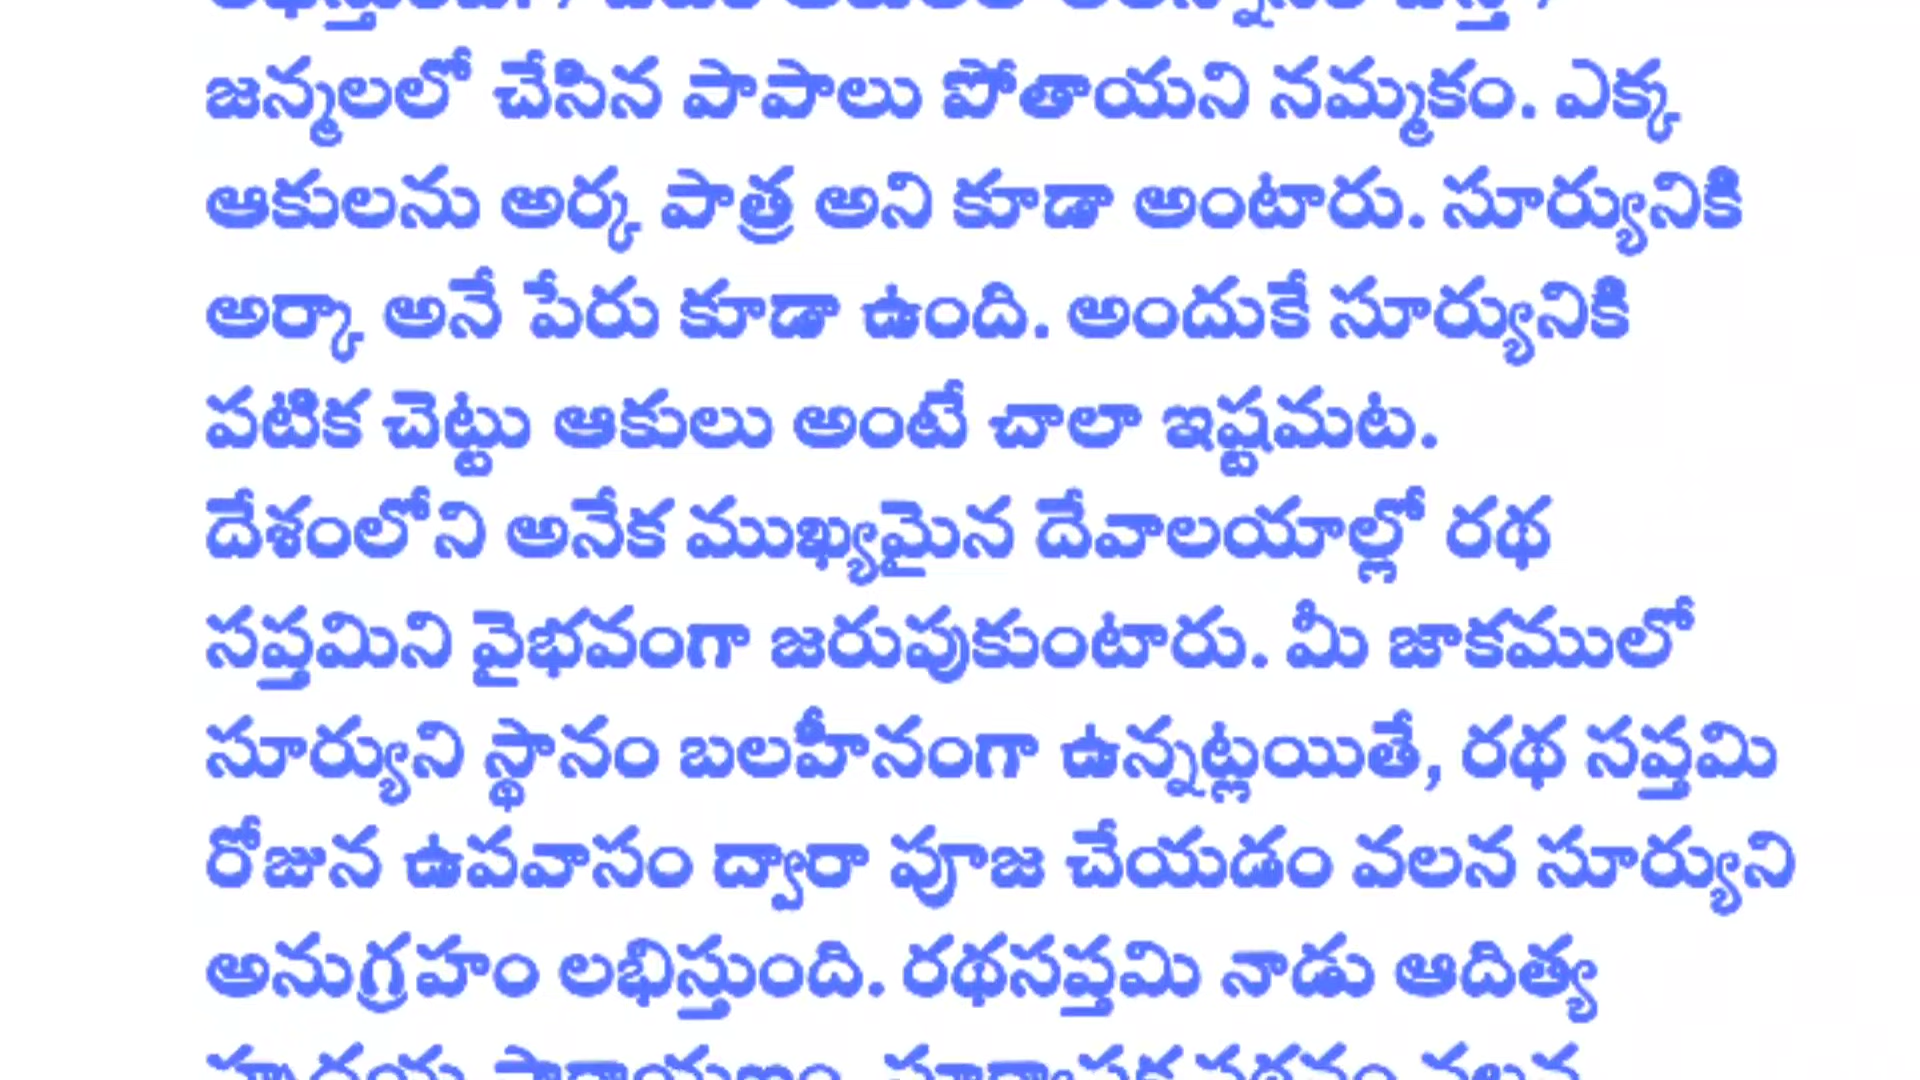 జన్మలలో చేసిన పాపాలు పోతాయని నమ్మకం. ఎక్క
ఆకులను అర్క పాత్ర అని కూడా అంటారు. సూర్యునికి
అర్కా అనే పేరు కూడా ఉంది. అందుకే సూర్యునికి
పటిక చెట్టు ఆకులు అంటే చాలా ఇష్టమట.
దేశంలోని అనేక ముఖ్యమైన దేవాలయాల్లో రథ
సప్తమిని వైభవంగా జరుపుకుంటారు. మీ జాకములో
సూర్యుని స్థానం బలహీనంగా ఉన్నట్లయితే, రథ సప్తమి
రోజున ఉపవాసం ద్వారా పూజ చేయడం వలన సూర్యుని
అనుగ్రహం లభిస్తుంది. రథసప్తమి నాడు ఆదిత్య